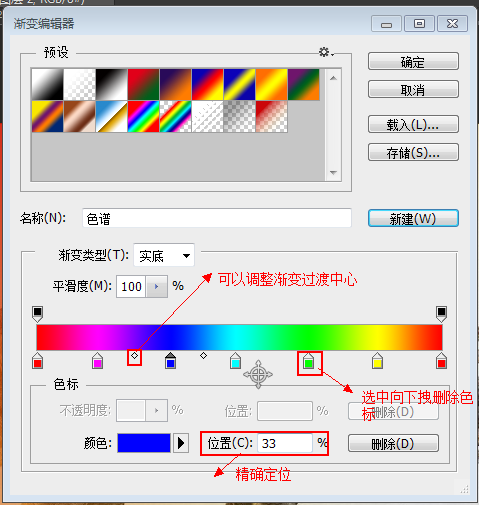 图层 2, RGB/8#)
渐变编辑器
预设
确定
取消
载入(L)...
存储(S)...
名称(N):
色谱
新建(W)
渐变类型(T): 实底
平滑度(M): 100 %
可以调整渐变过渡中心
色标
选中向下拽删除色标
不透明度: %
位置: %
删除(D)
颜色:
位置(C): 33 %
删除(D)
精确定位